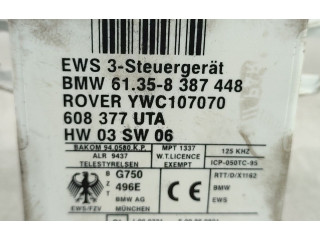 EWS 3-Steuergerät
BMW 61.35-8 387 448
ROVER YWC107070
608 377 UTA
HW 03 SW 06
BAKOM 94.0580.K.P.
ALR 9437
TELESTYRELSEN
MPT 1337
W.T.LICENCE
EXEMPT
125 KHZ
ICP-050TC-95
B
Z
T
G750
496E
BMW AG
MÜNCHEN
RTT/D/X1162
BMW
EWS
EWS-FZV